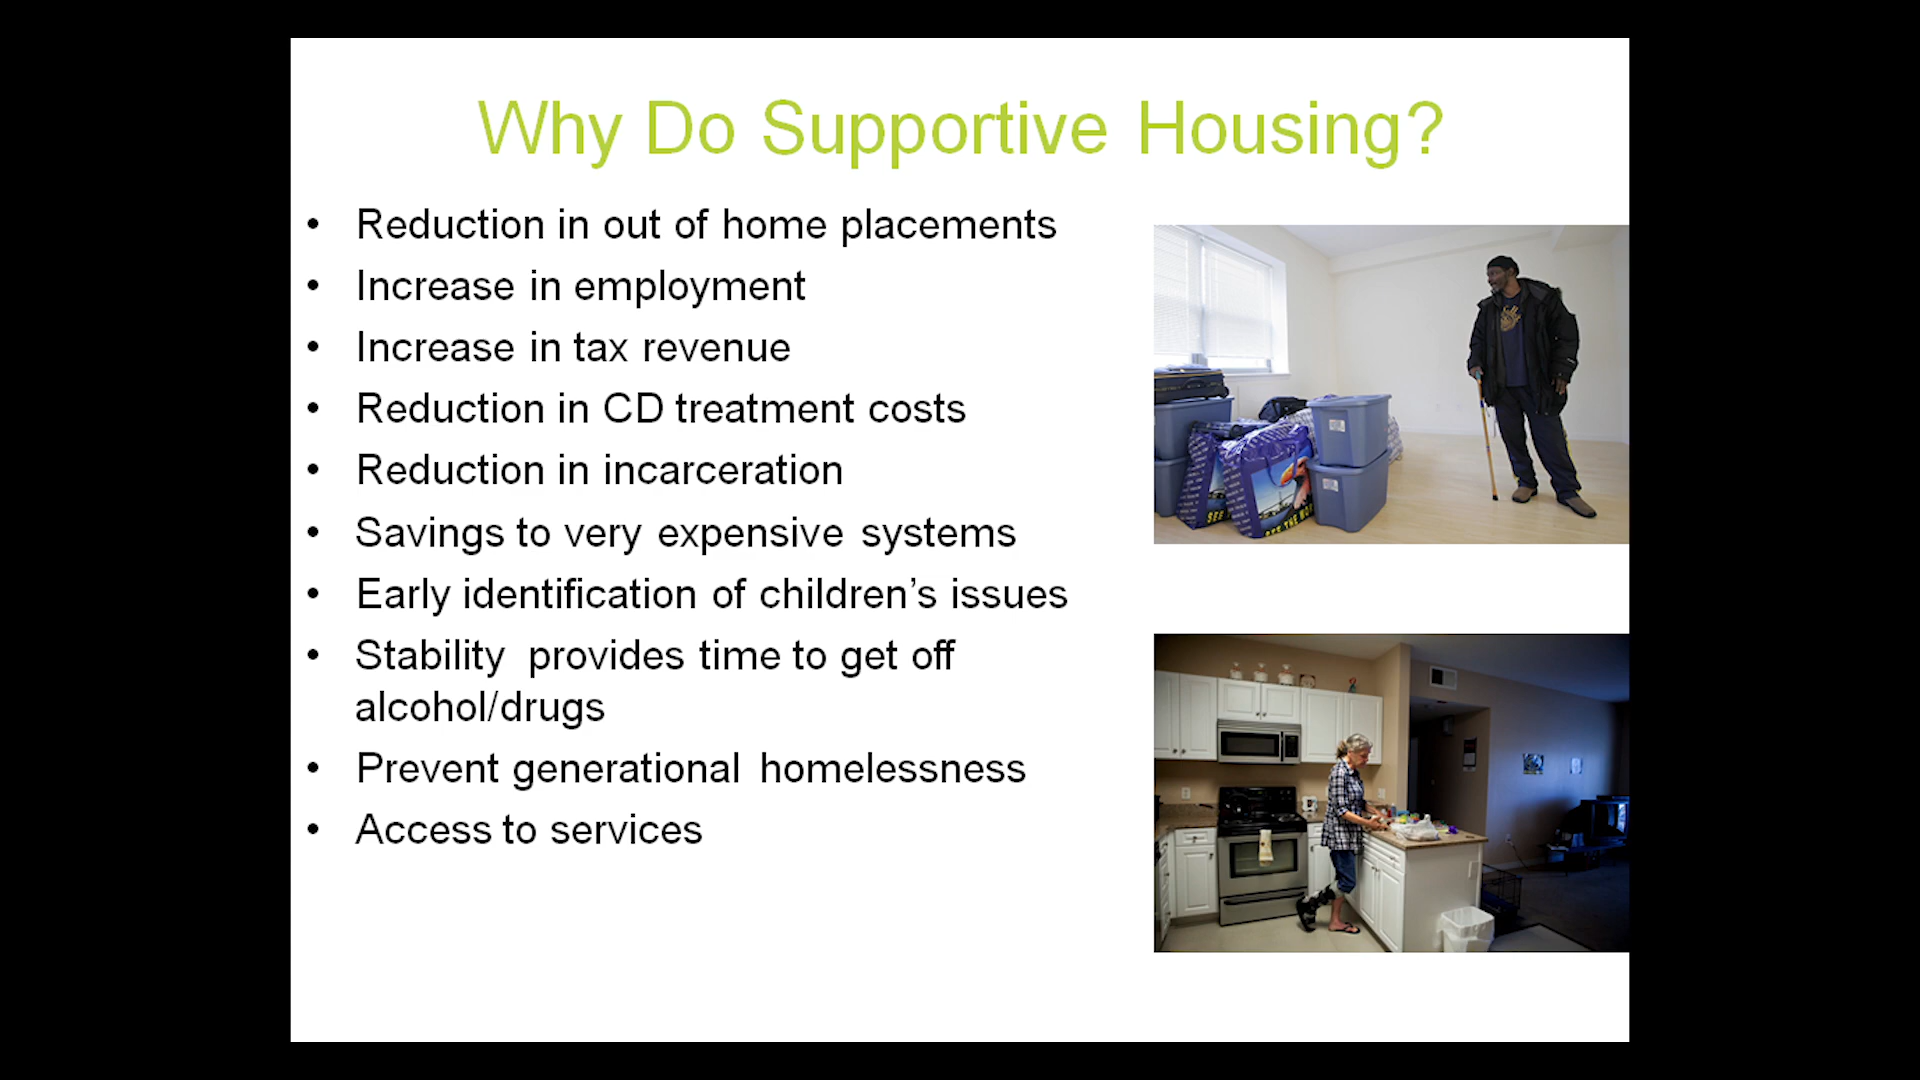 Why Do Supportive Housing?
• Reduction in out of home placements
• Increase in employment
• Increase in tax revenue
• Reduction in CD treatment costs
• Reduction in incarceration
• Savings to very expensive systems
• Early identification of children’s issues
• Stability provides time to get off
alcohol/drugs
• Prevent generational homelessness
• Access to services